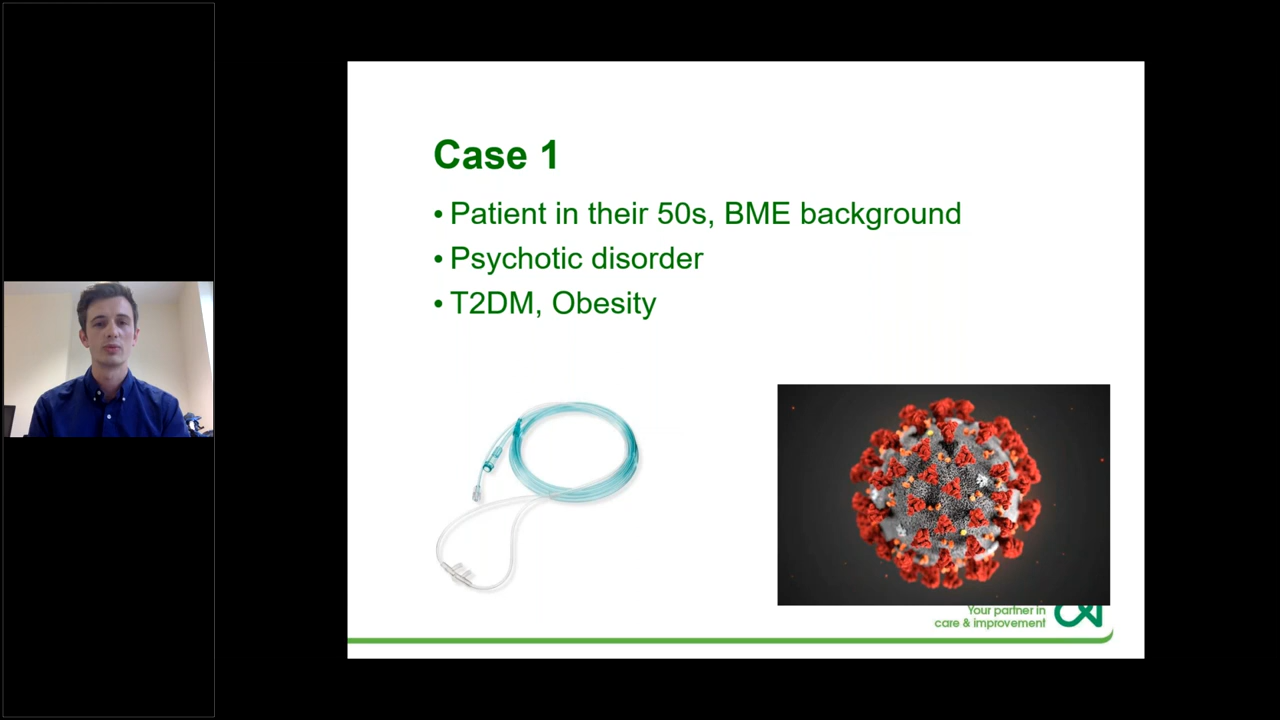 Case 1
• Patient in their 50s, BME background
• Psychotic disorder
• T2DM, Obesity
Your partner in
care & improvement